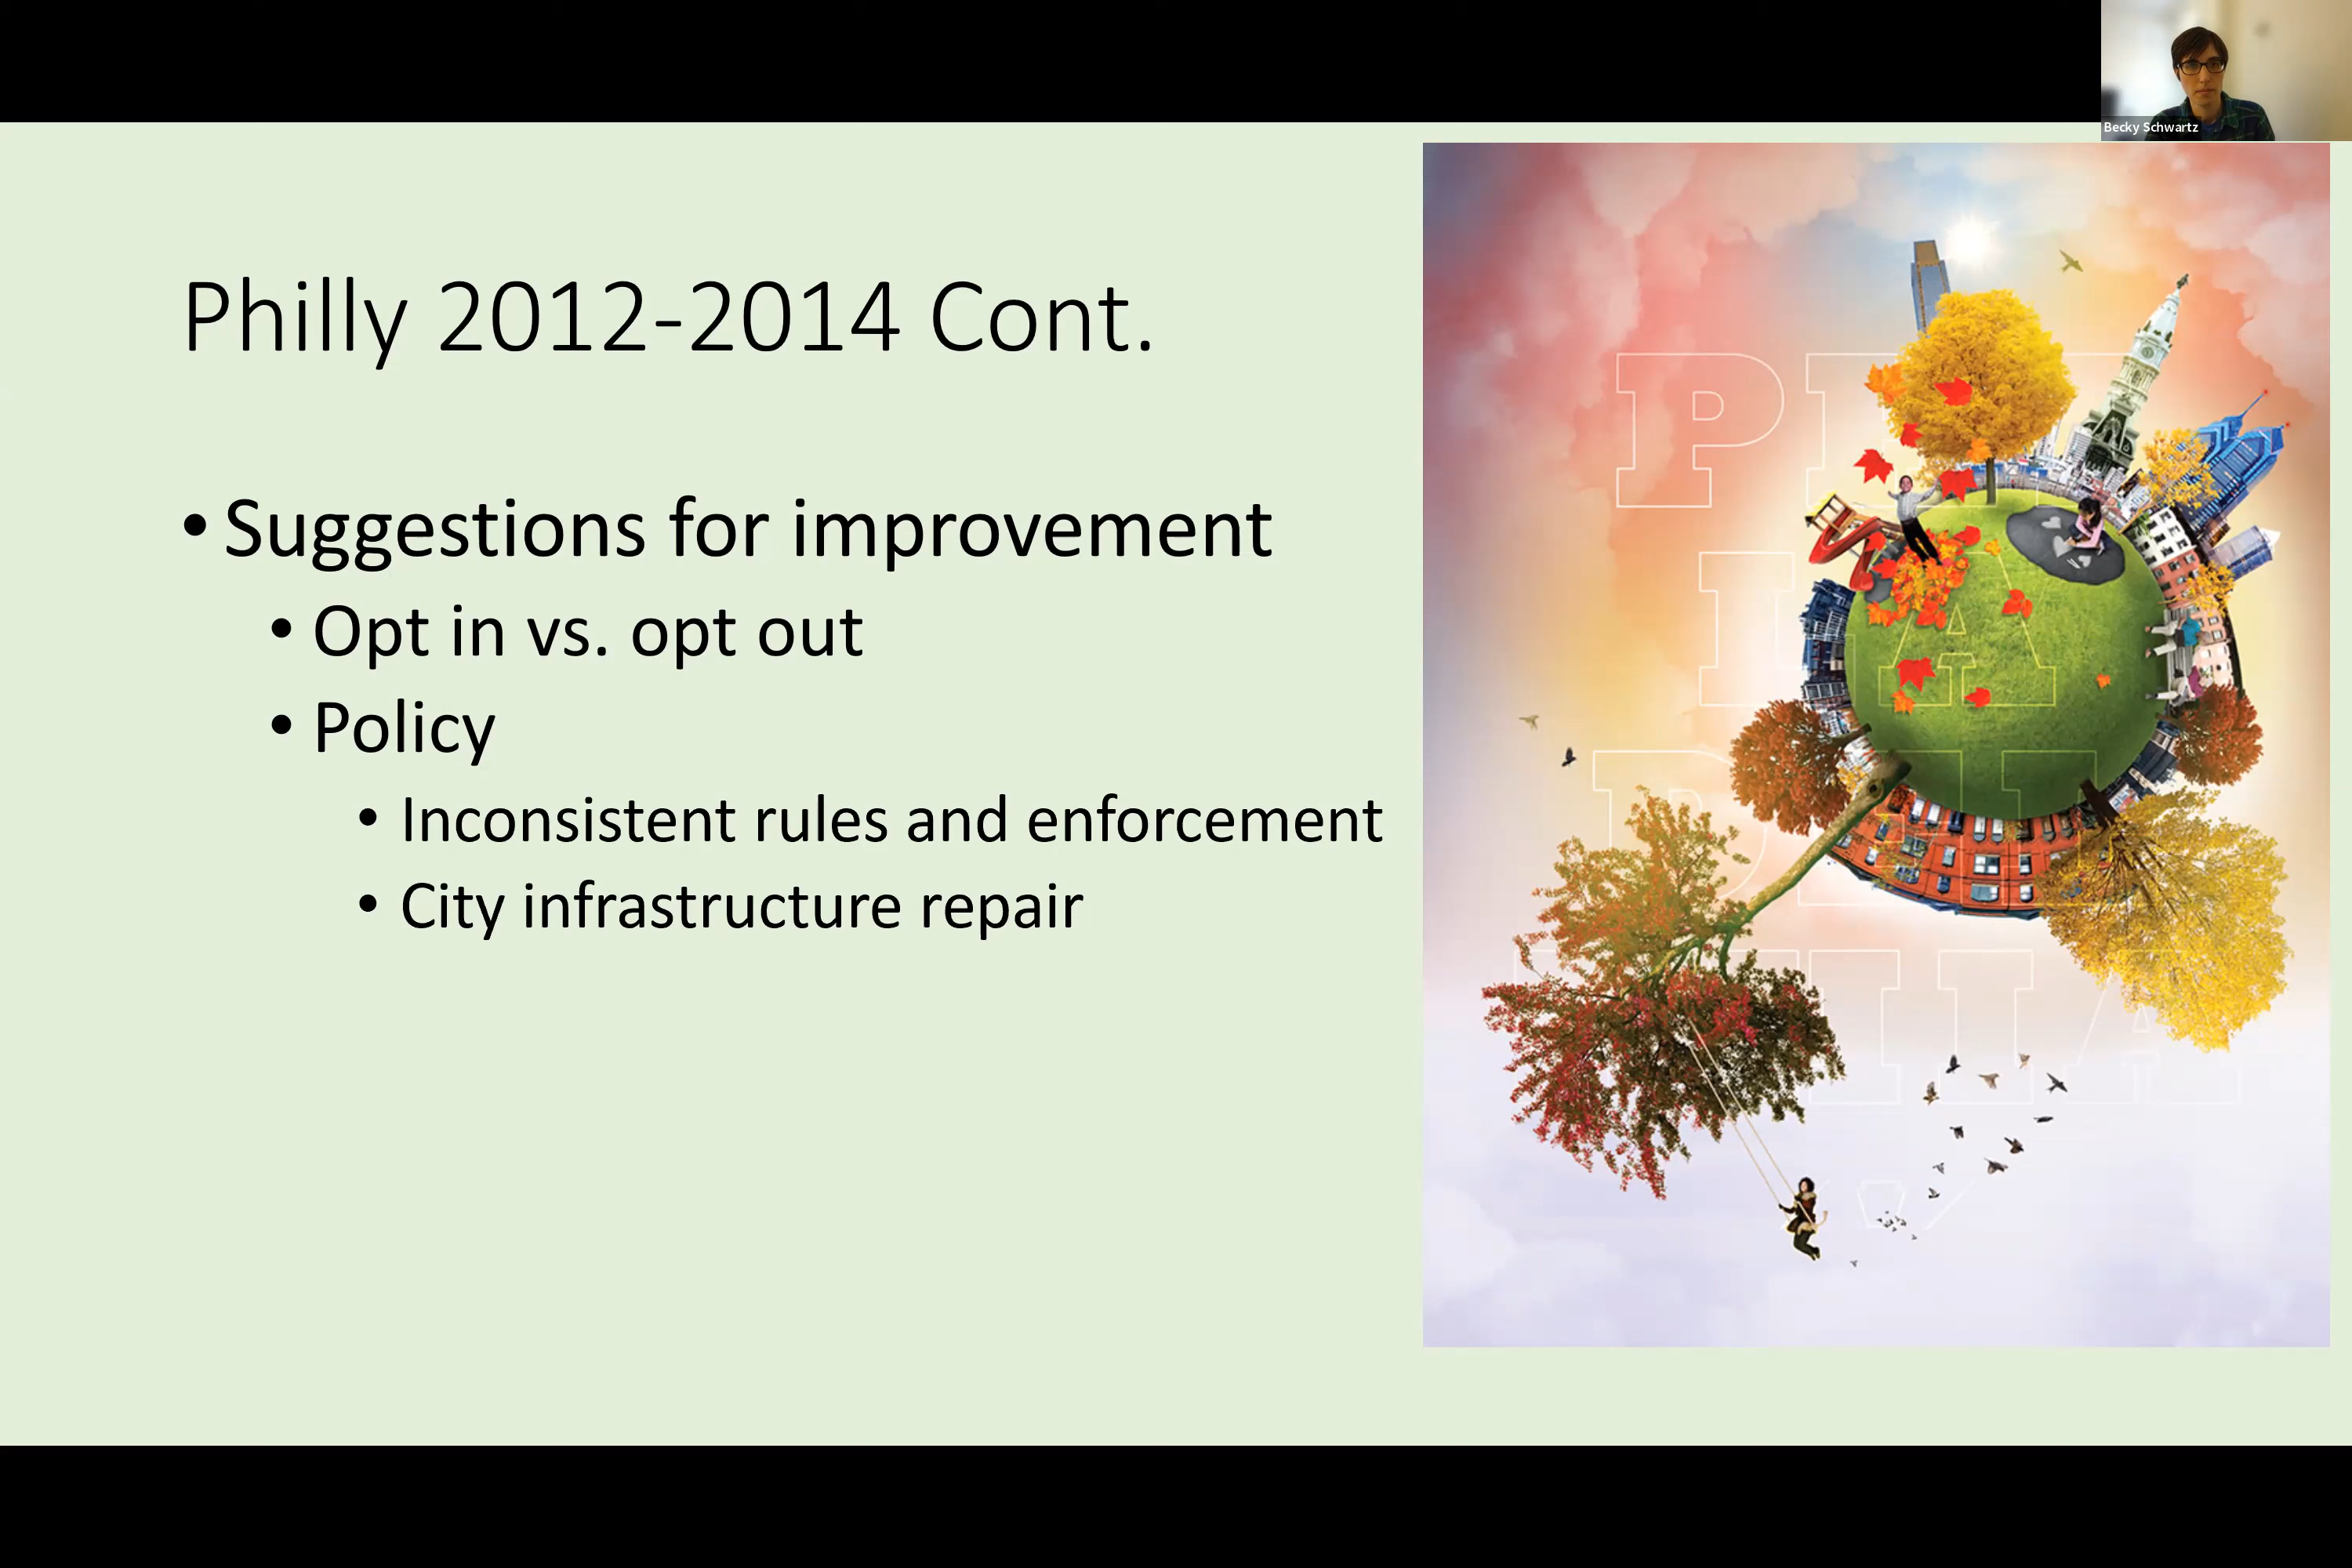 Becky Schwartz
Philly 2012-2014 Cont.
• Suggestions for improvement
• Opt in vs. opt out
• Policy
• Inconsistent rules and enforcement
• City infrastructure repair